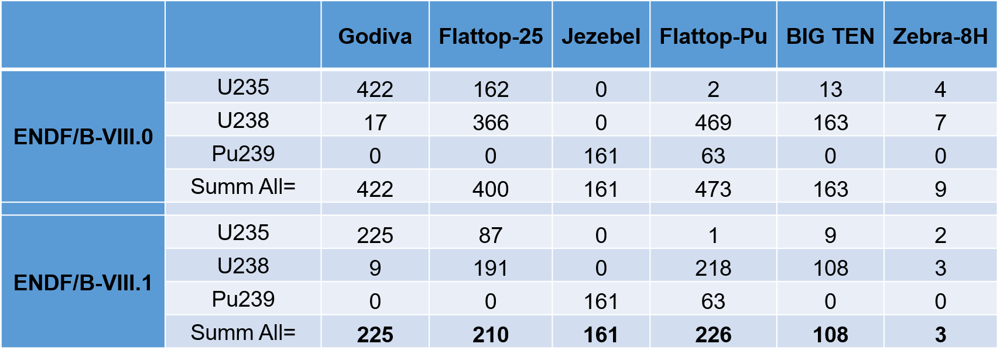 Godiva Flattop-25 Jezebel Flattop-Pu BIG TEN Zebra-8H
ENDF/B-VIII.0
U235 422 162 0 2 13 4
U238 17 366 0 469 163 7
Pu239 0 0 161 63 0 0
Summ All= 422 400 161 473 163 9
ENDF/B-VIII.1
U235 225 87 0 1 9 2
U238 9 191 0 218 108 3
Pu239 0 0 161 63 0 0
Summ All= 225 210 161 226 108 3